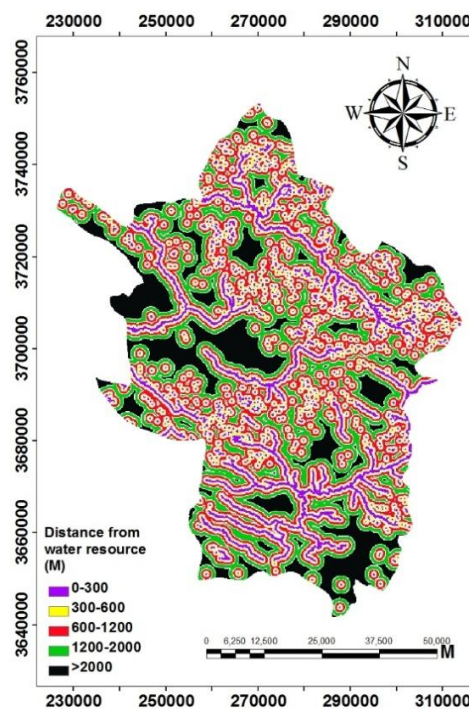 230000 250000 270000 290000 310000
3760000
3740000
3720000
3700000
3680000
3660000
3640000
N
W E
S
Distance from
water resource
(M)
0-300
300-600
600-1200
1200-2000
>2000
0 6,250 12,500 25,000 37,500 50,000
M
230000 250000 270000 290000 310000